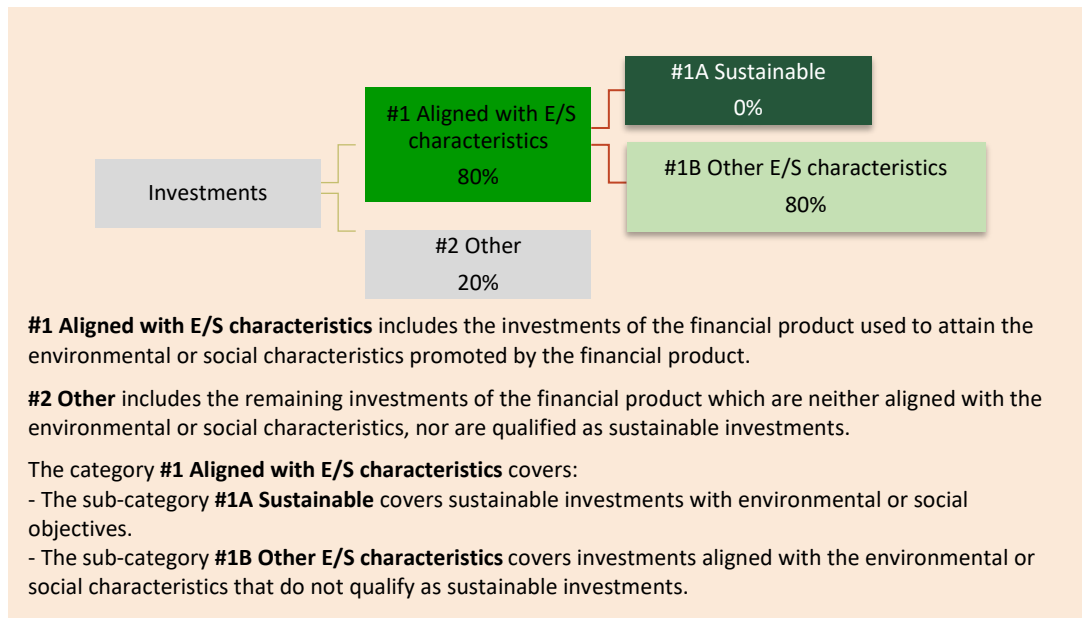 #1A Sustainable
0%
#1 Aligned with E/S
characteristics
80%
#1B Other E/S characteristics
80%
Investments
#2 Other
20%
#1 Aligned with E/S characteristics includes the investments of the financial product used to attain the
environmental or social characteristics promoted by the financial product.
#2 Other includes the remaining investments of the financial product which are neither aligned with the
environmental or social characteristics, nor are qualified as sustainable investments.
The category #1 Aligned with E/S characteristics covers:
- The sub-category #1A Sustainable covers sustainable investments with environmental or social
objectives.
- The sub-category #1B Other E/S characteristics covers investments aligned with the environmental or
social characteristics that do not qualify as sustainable investments.